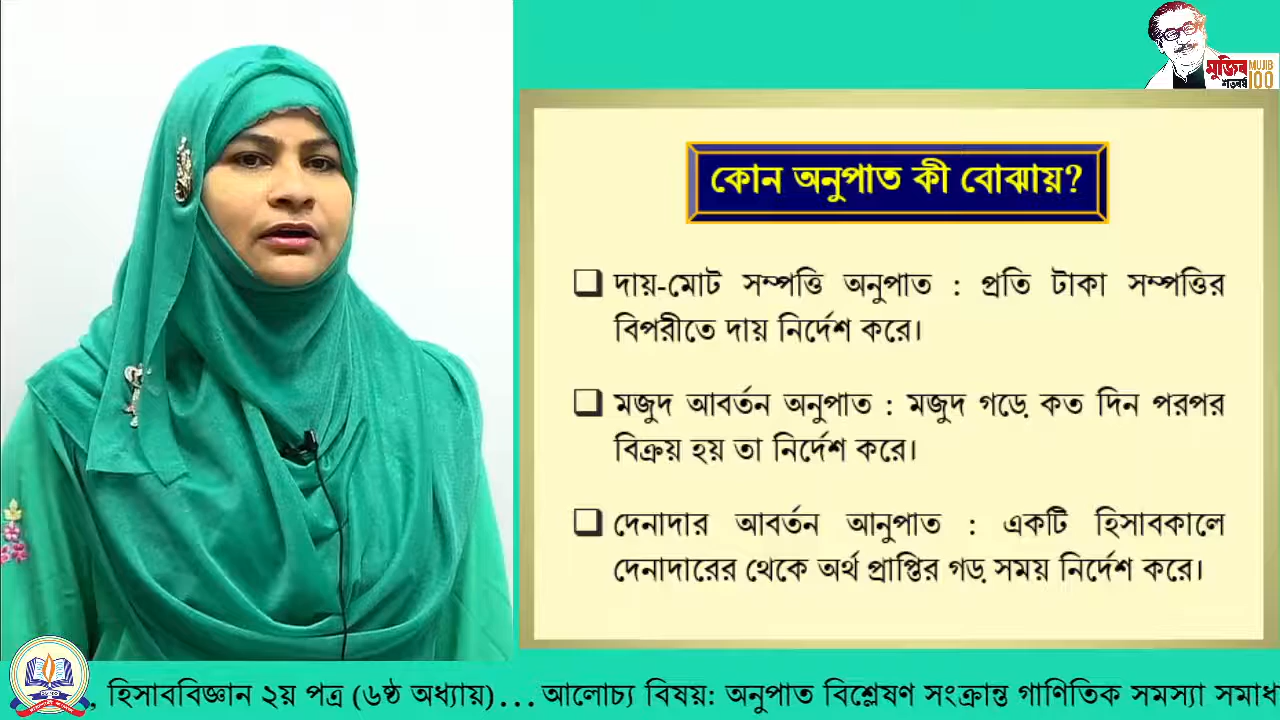 মুজিব
শতবর্ষ
MUJIB
100
কোন অনুপাত কী বোঝায়?
দায়-মোট সম্পত্তি অনুপাত : প্রতি টাকা সম্পত্তির
বিপরীতে দায় নির্দেশ করে।
মজুদ আবর্তন অনুপাত : মজুদ গড়ে কত দিন পরপর
বিক্রয় হয় তা নির্দেশ করে।
দেনাদার আবর্তন আনুপাত : একটি হিসাবকালে
দেনাদারের থেকে অর্থ প্রাপ্তির গড় সময় নির্দেশ করে।
, হিসাববিজ্ঞান ২য় পত্র (৬ষ্ঠ অধ্যায়)... আলোচ্য বিষয়: অনুপাত বিশ্লেষণ সংক্রান্ত গাণিতিক সমস্যা সমাধ